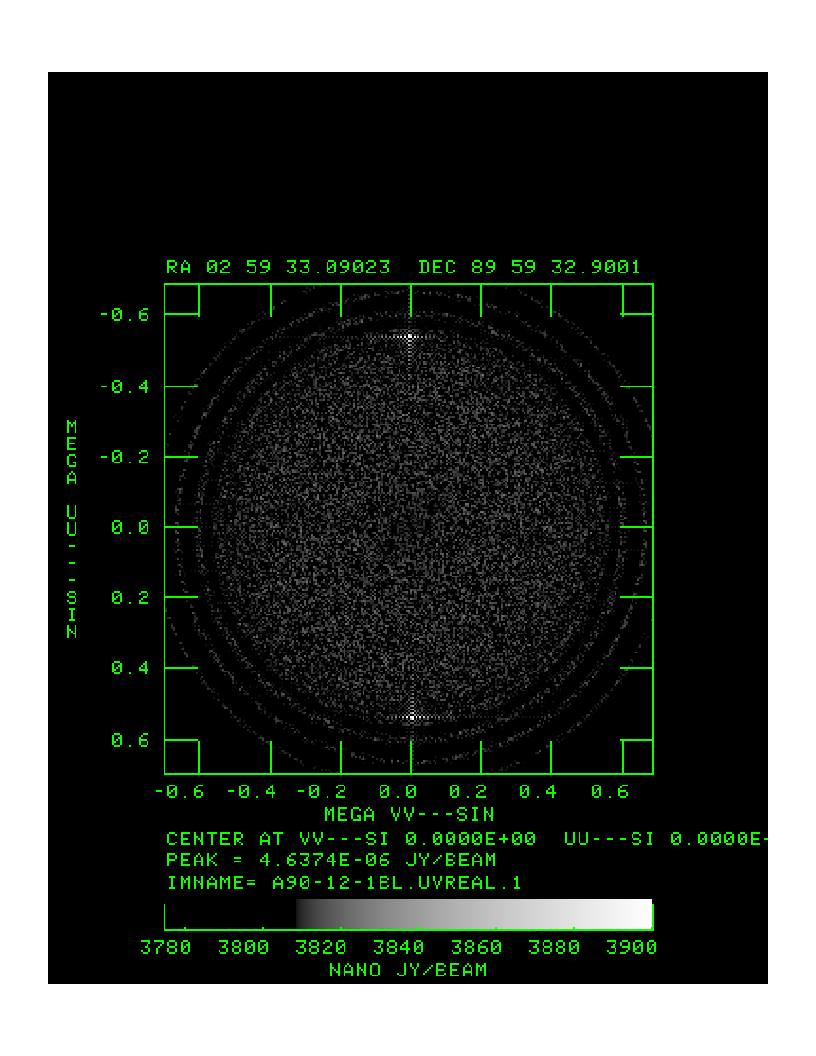 RA 02 59 33.09023  DEC 89 59 32.9001
-0.6
-0.4
-0.2
0.0
0.2
0.4
0.6
MEGA UU---SIN
-0.6 -0.4 -0.2 0.0 0.2 0.4 0.6
MEGA VV---SIN
CENTER AT VV---SI 0.0000E+00  UU---SI 0.0000E-
PEAK = 4.6374E-06 JY/BEAM
IMNAME= A90-12-1BL.UVREAL.1
3780 3800 3820 3840 3860 3880 3900
NANO JY/BEAM